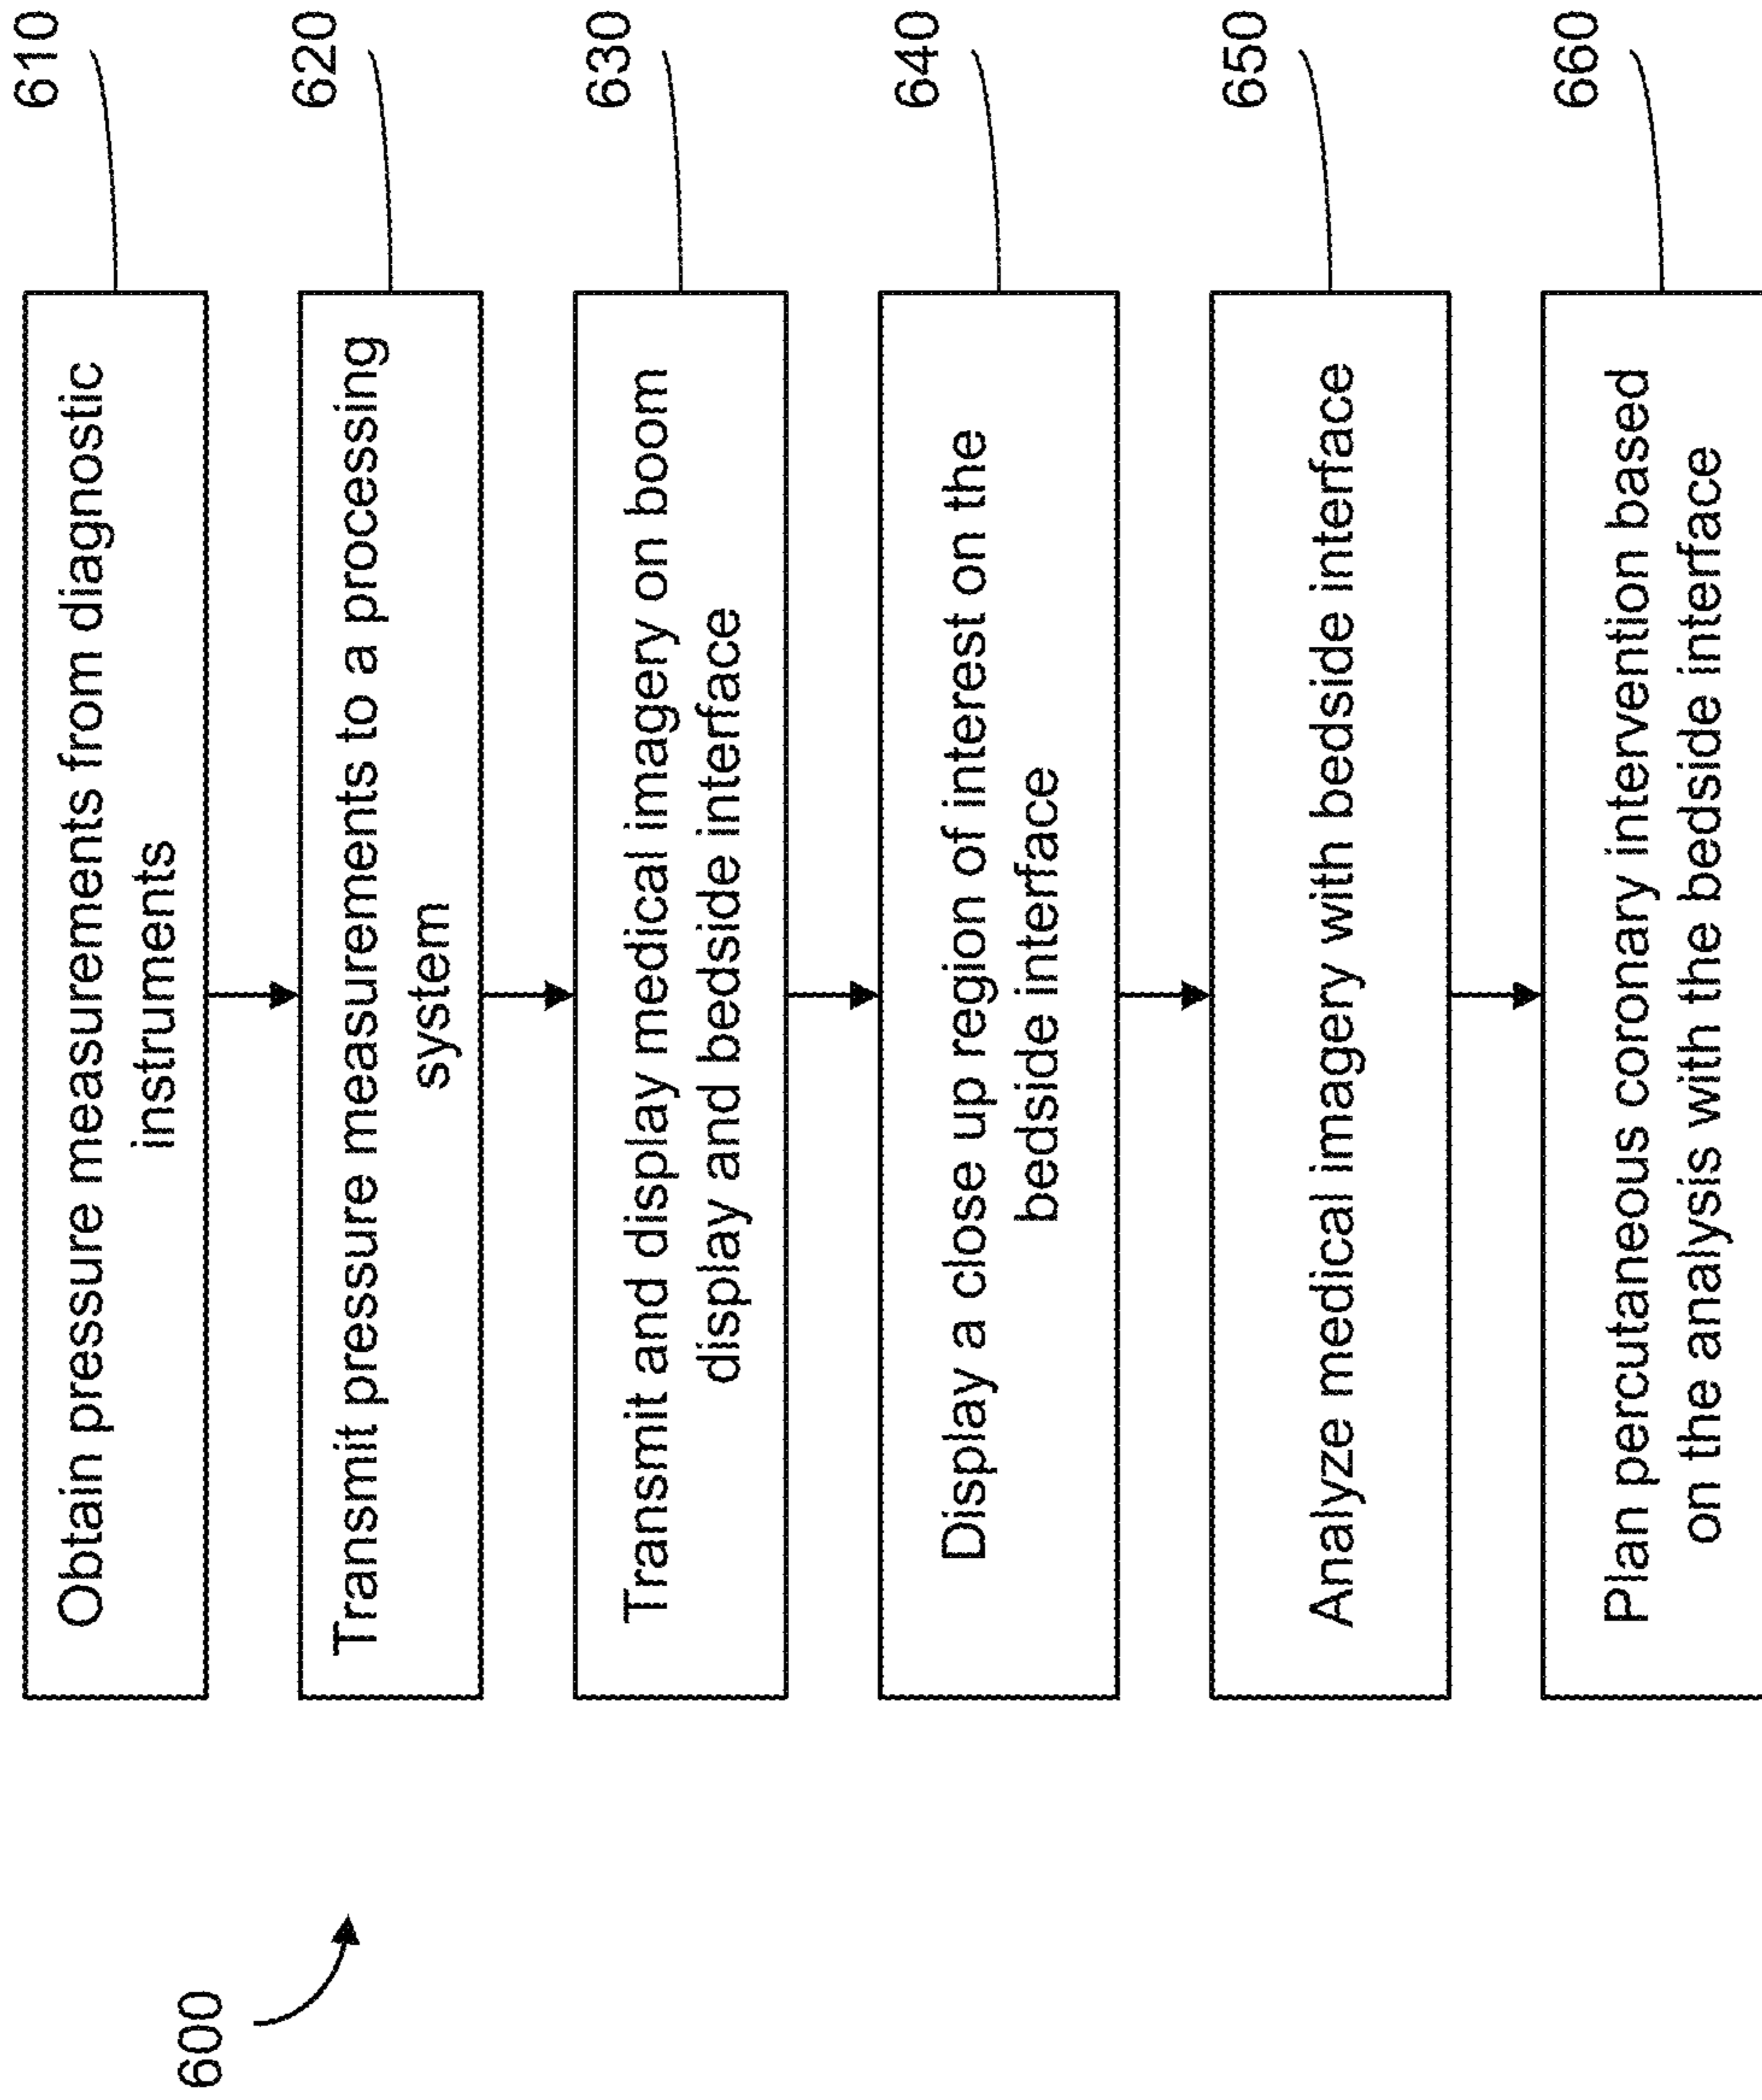 600
Obtain pressure measurements from diagnostic
instruments
610
Transmit pressure measurements to a processing
system
620
Transmit and display medical imagery on boom
display and bedside interface
630
Display a close up region of interest on the
bedside interface
640
Analyze medical imagery with bedside interface
650
Plan percutaneous coronary intervention based
on the analysis with the bedside interface
660